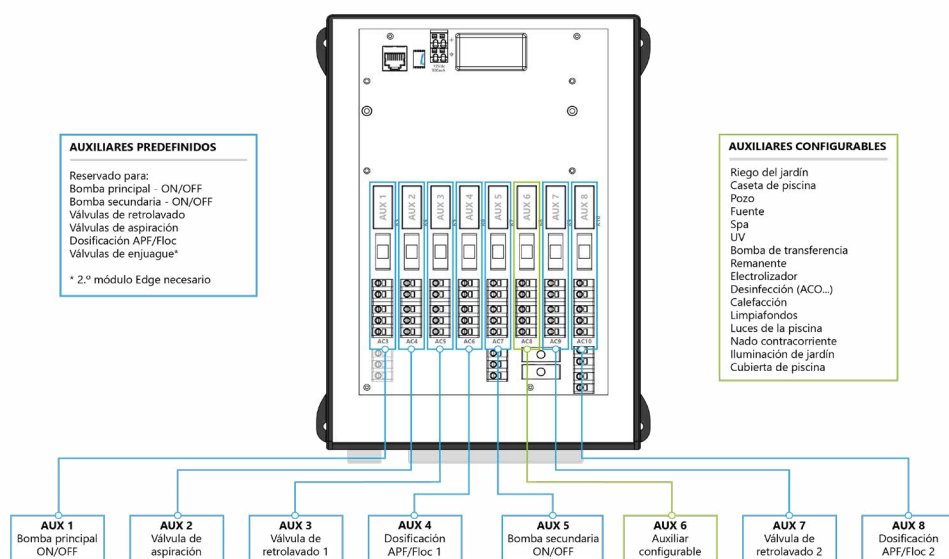 AUXILIARES PREDEFINIDOS
Reservado para:
Bomba principal - ON/OFF
Bomba secundaria - ON/OFF
Válvulas de retrolavado
Válvulas de aspiración
Dosificación APF/Floc
Válvulas de enjuague*
* 2.º módulo Edge necesario
AUXILIARES CONFIGURABLES
Riego del jardín
Caseta de piscina
Pozo
Fuente
Spa
UV
Bomba de transferencia
Remanente
Electrolizador
Desinfección (ACO...)
Calefacción
Limpiafondos
Luces de la piscina
Nado contracorriente
Iluminación de jardín
Cubierta de piscina
AUX 1
AUX 2
AUX 3
AUX 4
AUX 5
AUX 6
AUX 7
AUX 8
AC3
AC4
AC5
AC6
AC7
AC8
AC9
AC10
AUX 1
Bomba principal
ON/OFF
AUX 2
Válvula de
aspiración
AUX 3
Válvula de
retrolavado 1
AUX 4
Dosificación
APF/Floc 1
AUX 5
Bomba secundaria
ON/OFF
AUX 6
Auxiliar
configurable
AUX 7
Válvula de
retrolavado 2
AUX 8
Dosificación
APF/Floc 2